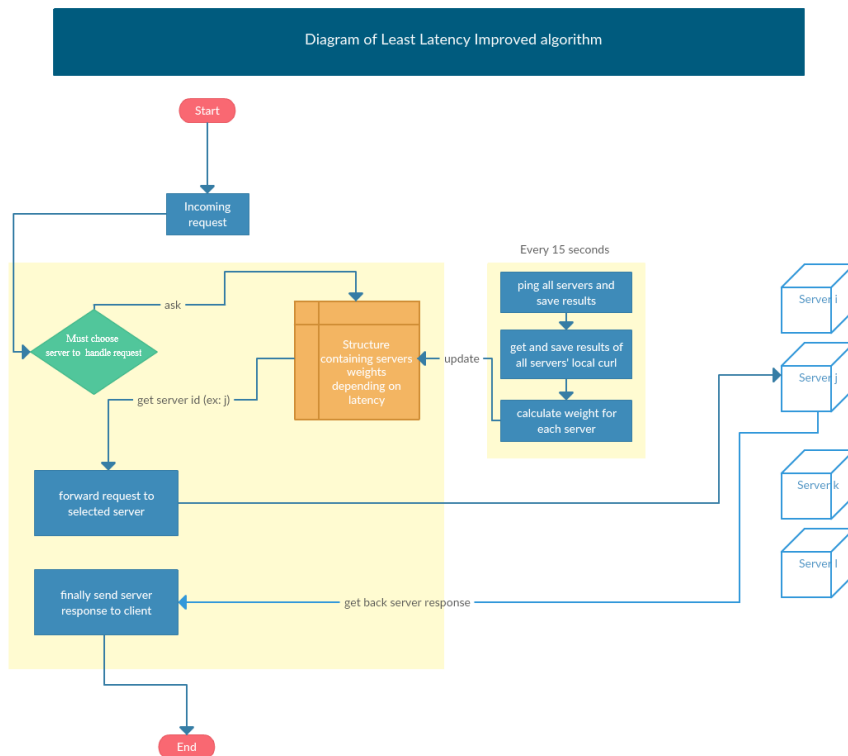 Diagram of Least Latency Improved algorithm
Start
Incoming
request
Every 15 seconds
ping all servers and
save results
Server i
ask
Must choose
server to handle request
Structure
containing servers
weights
depending on
latency
get and save results of
all servers' local curl
update
Server j
get server id (ex: j)
calculate weight for
each server
forward request to
selected server
Server k
Server l
finally send server
response to client
get back server response
End